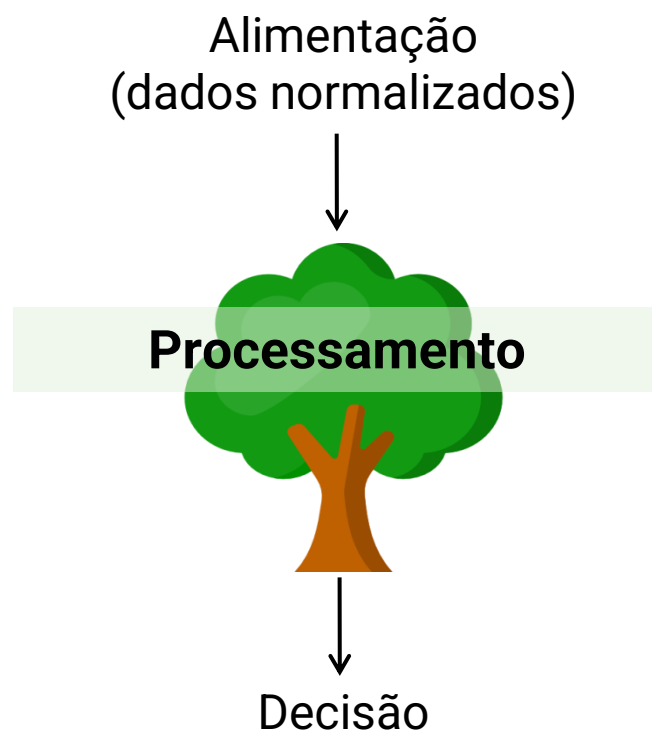 Alimentação
(dados normalizados)
Processamento
Decisão